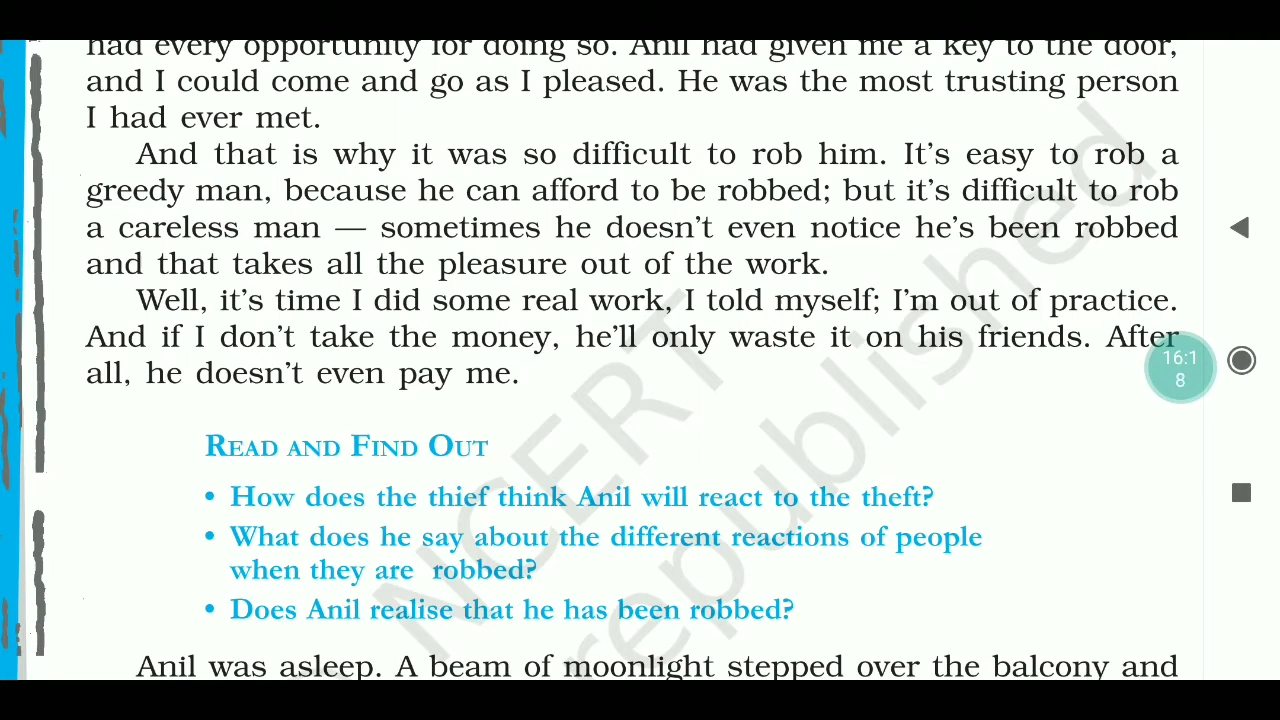 had every opportunity for doing so. Anil had given me a key to the door,
and I could come and go as I pleased. He was the most trusting person
I had ever met.
And that is why it was so difficult to rob him. It's easy to rob a
greedy man, because he can afford to be robbed; but it's difficult to rob
a careless man — sometimes he doesn't even notice he's been robbed
and that takes all the pleasure out of the work.
Well, it's time I did some real work, I told myself; I'm out of practice.
And if I don't take the money, he'll only waste it on his friends. After
all, he doesn't even pay me.
16:1
8
READ AND FIND OUT
• How does the thief think Anil will react to the theft?
• What does he say about the different reactions of people
when they are robbed?
• Does Anil realise that he has been robbed?
Anil was asleep. A beam of moonlight stepped over the balcony and
NCERT
republished